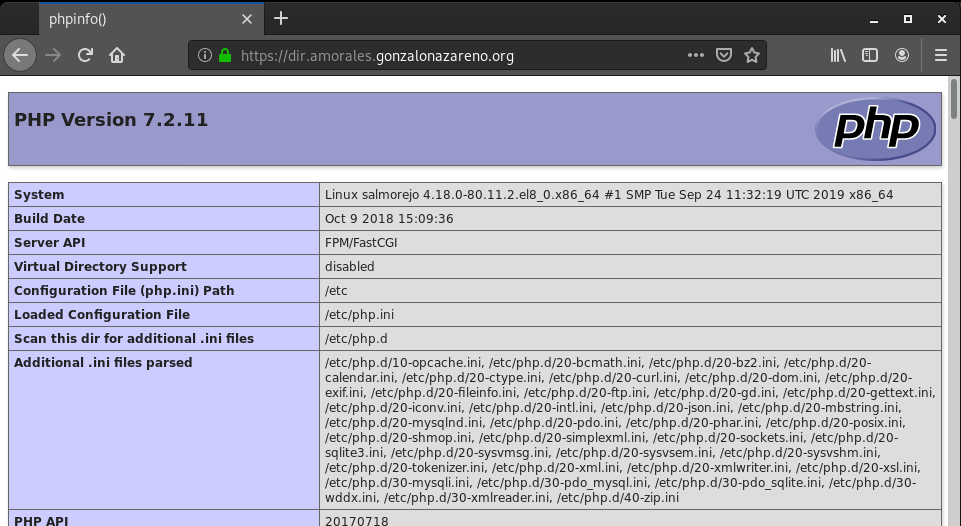 phpinfo()
https://dir.amorales.gonzalonazareno.org
PHP Version 7.2.11
php
System Linux salmorejo 4.18.0-80.11.2.el8_0.x86_64 #1 SMP Tue Sep 24 11:32:19 UTC 2019 x86_64
Build Date Oct 9 2018 15:09:36
Server API FPM/FastCGI
Virtual Directory Support disabled
Configuration File (php.ini) Path /etc
Loaded Configuration File /etc/php.ini
Scan this dir for additional .ini files /etc/php.d
Additional .ini files parsed /etc/php.d/10-opcache.ini, /etc/php.d/20-bcmath.ini, /etc/php.d/20-bz2.ini, /etc/php.d/20-
calendar.ini, /etc/php.d/20-ctype.ini, /etc/php.d/20-curl.ini, /etc/php.d/20-dom.ini, /etc/php.d/20-
exif.ini, /etc/php.d/20-fileinfo.ini, /etc/php.d/20-ftp.ini, /etc/php.d/20-gd.ini, /etc/php.d/20-gettext.ini,
/etc/php.d/20-iconv.ini, /etc/php.d/20-intl.ini, /etc/php.d/20-json.ini, /etc/php.d/20-mbstring.ini,
/etc/php.d/20-mysqlnd.ini, /etc/php.d/20-pdo.ini, /etc/php.d/20-phar.ini, /etc/php.d/20-posix.ini,
/etc/php.d/20-shmop.ini, /etc/php.d/20-simplexml.ini, /etc/php.d/20-sockets.ini, /etc/php.d/20-
sqlite3.ini, /etc/php.d/20-sysvmsg.ini, /etc/php.d/20-sysvsem.ini, /etc/php.d/20-sysvshm.ini,
/etc/php.d/20-tokenizer.ini, /etc/php.d/20-xml.ini, /etc/php.d/20-xmlwriter.ini, /etc/php.d/20-xsl.ini,
/etc/php.d/30-mysqli.ini, /etc/php.d/30-pdo_mysql.ini, /etc/php.d/30-pdo_sqlite.ini, /etc/php.d/30-
wddx.ini, /etc/php.d/30-xmlreader.ini, /etc/php.d/40-zip.ini
PHP API 20170718